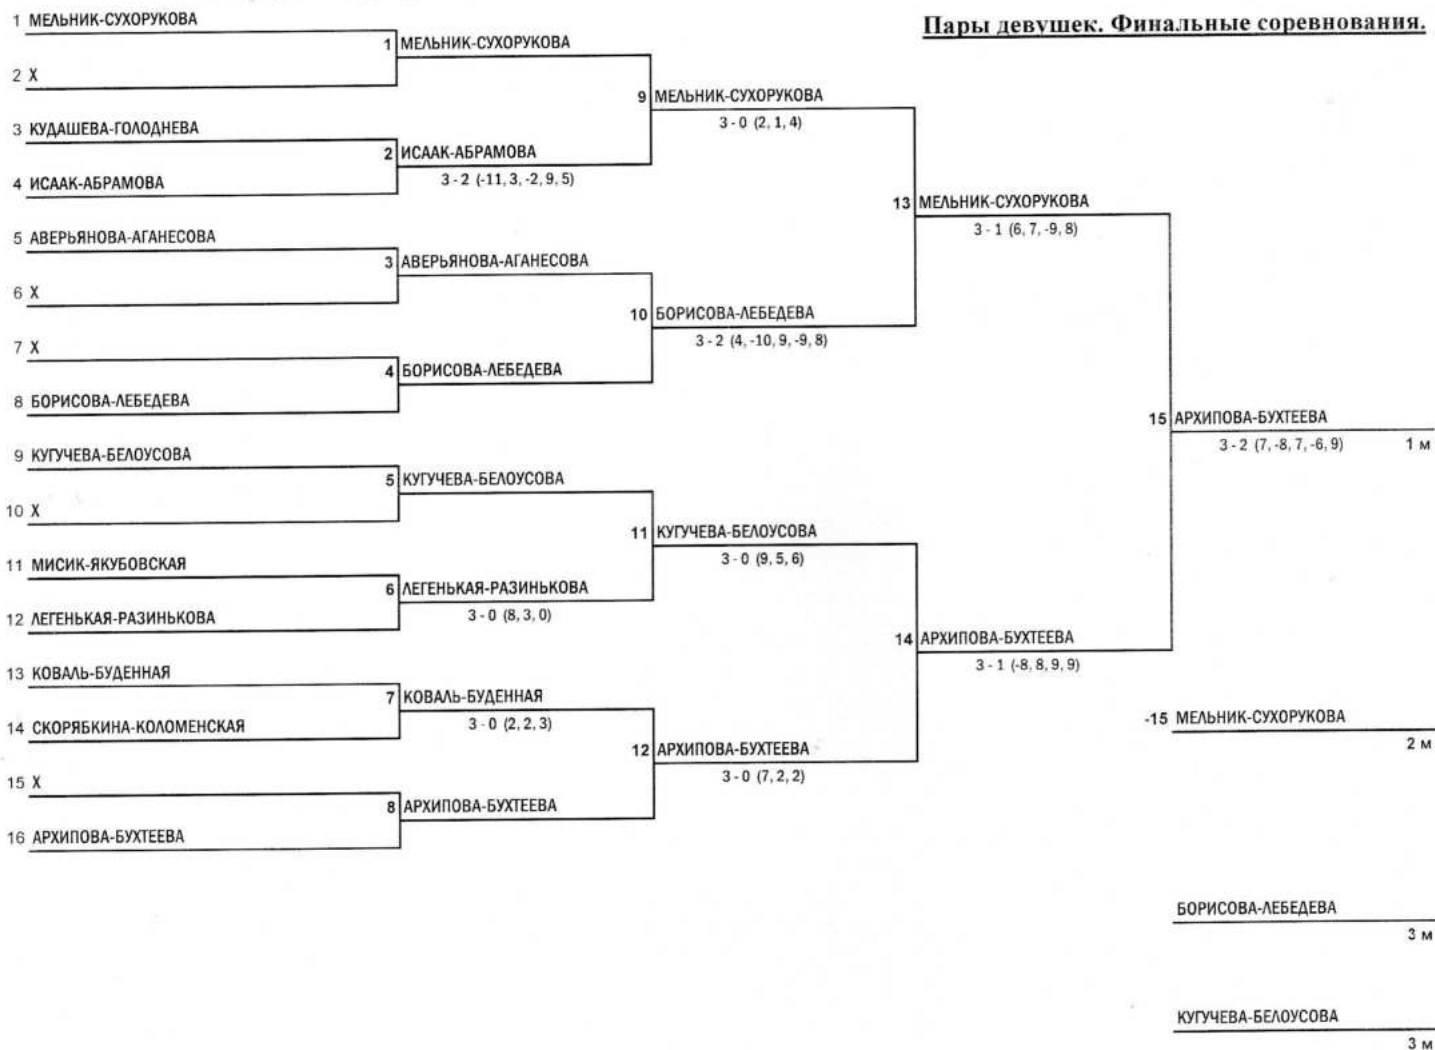 Пары девушек. Финальные соревнования.
1 МЕЛЬНИК-СУХОРУКОВА
1 МЕЛЬНИК-СУХОРУКОВА
2 X
9 МЕЛЬНИК-СУХОРУКОВА
3 - 0 (2, 1, 4)
3 КУДАШЕВА-ГОЛОДНЕВА
2 ИСААК-АБРАМОВА
3 - 2 (-11, 3, -2, 9, 5)
4 ИСААК-АБРАМОВА
13 МЕЛЬНИК-СУХОРУКОВА
3 - 1 (6, 7, -9, 8)
5 АВЕРЬЯНОВА-АГАНЕСОВА
3 АВЕРЬЯНОВА-АГАНЕСОВА
6 X
10 БОРИСОВА-ЛЕБЕДЕВА
3 - 2 (4, -10, 9, -9, 8)
7 X
4 БОРИСОВА-ЛЕБЕДЕВА
8 БОРИСОВА-ЛЕБЕДЕВА
15 АРХИПОВА-БУХТЕЕВА
3 - 2 (7, -8, 7, -6, 9) 1 м
9 КУГУЧЕВА-БЕЛОУСОВА
5 КУГУЧЕВА-БЕЛОУСОВА
10 X
11 КУГУЧЕВА-БЕЛОУСОВА
3 - 0 (9, 5, 6)
11 МИСИК-ЯКУБОВСКАЯ
6 ЛЕГЕНЬКАЯ-РАЗИНЬКОВА
3 - 0 (8, 3, 0)
12 ЛЕГЕНЬКАЯ-РАЗИНЬКОВА
14 АРХИПОВА-БУХТЕЕВА
3 - 1 (-8, 8, 9, 9)
13 КОВАЛЬ-БУДЕННАЯ
7 КОВАЛЬ-БУДЕННАЯ
3 - 0 (2, 2, 3)
14 СКОРЯБКИНА-КОЛОМЕНСКАЯ
-15 МЕЛЬНИК-СУХОРУКОВА
2 м
12 АРХИПОВА-БУХТЕЕВА
3 - 0 (7, 2, 2)
15 X
8 АРХИПОВА-БУХТЕЕВА
16 АРХИПОВА-БУХТЕЕВА
БОРИСОВА-ЛЕБЕДЕВА
3 м
КУГУЧЕВА-БЕЛОУСОВА
3 м